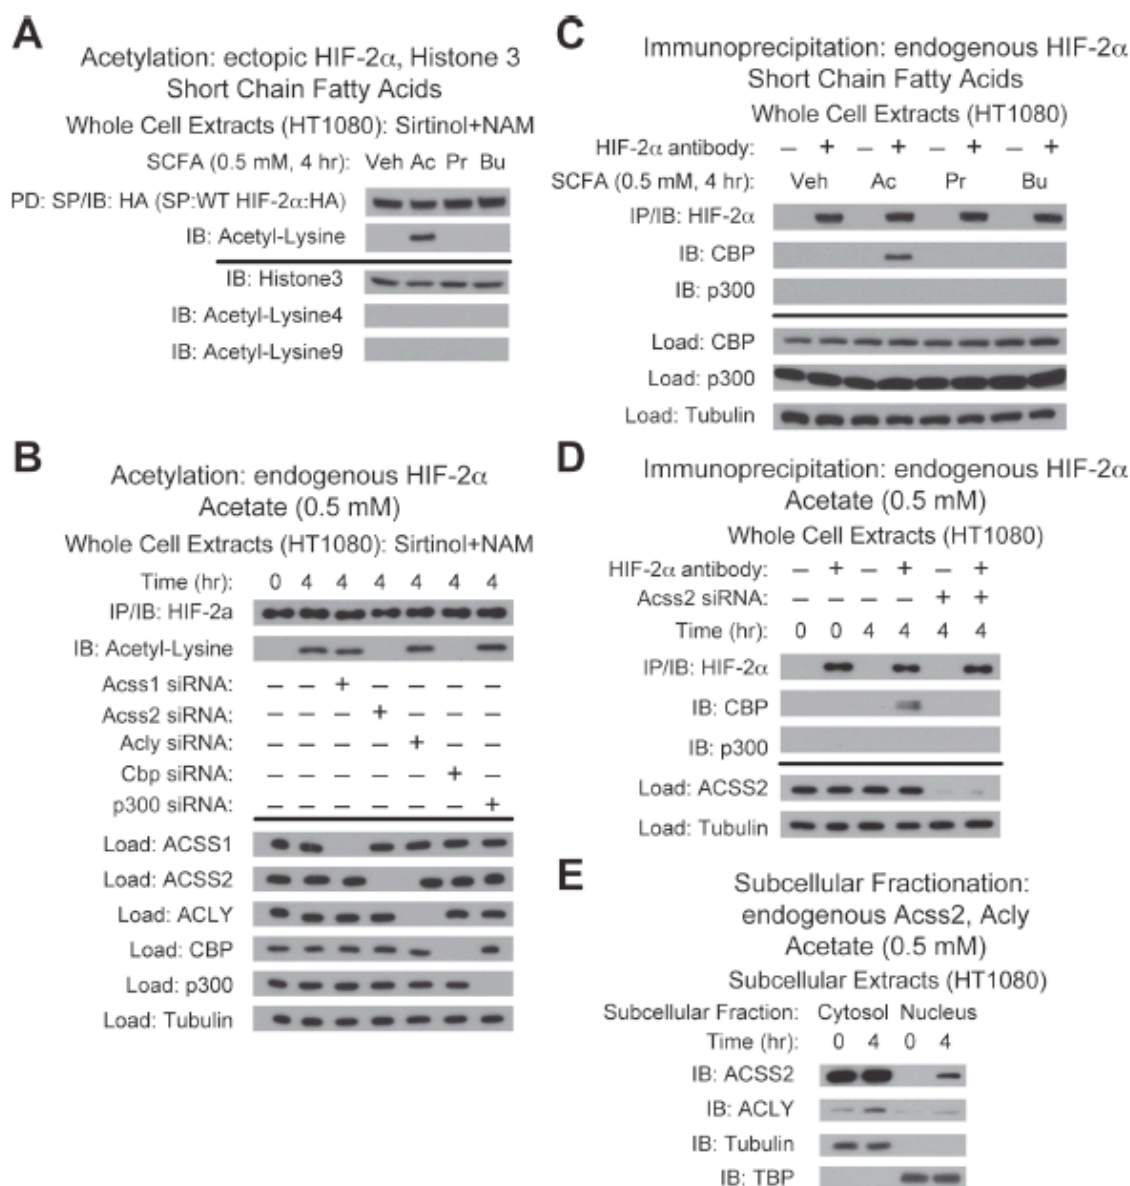 A
Acetylation: ectopic HIF-2α, Histone 3
Short Chain Fatty Acids
Whole Cell Extracts (HT1080): Sirtinol+NAM
SCFA (0.5 mM, 4 hr): Veh Ac Pr Bu
PD: SP/IB: HA (SP:WT HIF-2α:HA)
IB: Acetyl-Lysine
IB: Histone3
IB: Acetyl-Lysine4
IB: Acetyl-Lysine9
B
Acetylation: endogenous HIF-2α
Acetate (0.5 mM)
Whole Cell Extracts (HT1080): Sirtinol+NAM
Time (hr): 0 4 4 4 4 4 4
IP/IB: HIF-2a
IB: Acetyl-Lysine
Acss1 siRNA: – – + – – – –
Acss2 siRNA: – – – + – – –
Acly siRNA: – – – – + – –
Cbp siRNA: – – – – – + –
p300 siRNA: – – – – – – +
Load: ACSS1
Load: ACSS2
Load: ACLY
Load: CBP
Load: p300
Load: Tubulin
C
Immunoprecipitation: endogenous HIF-2α
Short Chain Fatty Acids
Whole Cell Extracts (HT1080)
HIF-2α antibody: – + – + – + – +
SCFA (0.5 mM, 4 hr): Veh Ac Pr Bu
IP/IB: HIF-2α
IB: CBP
IB: p300
Load: CBP
Load: p300
Load: Tubulin
D
Immunoprecipitation: endogenous HIF-2α
Acetate (0.5 mM)
Whole Cell Extracts (HT1080)
HIF-2α antibody: – + – + – +
Acss2 siRNA: – – – – + +
Time (hr): 0 0 4 4 4 4
IP/IB: HIF-2α
IB: CBP
IB: p300
Load: ACSS2
Load: Tubulin
E
Subcellular Fractionation:
endogenous Acss2, Acly
Acetate (0.5 mM)
Subcellular Extracts (HT1080)
Subcellular Fraction: Cytosol Nucleus
Time (hr): 0 4 0 4
IB: ACSS2
IB: ACLY
IB: Tubulin
IB: TBP